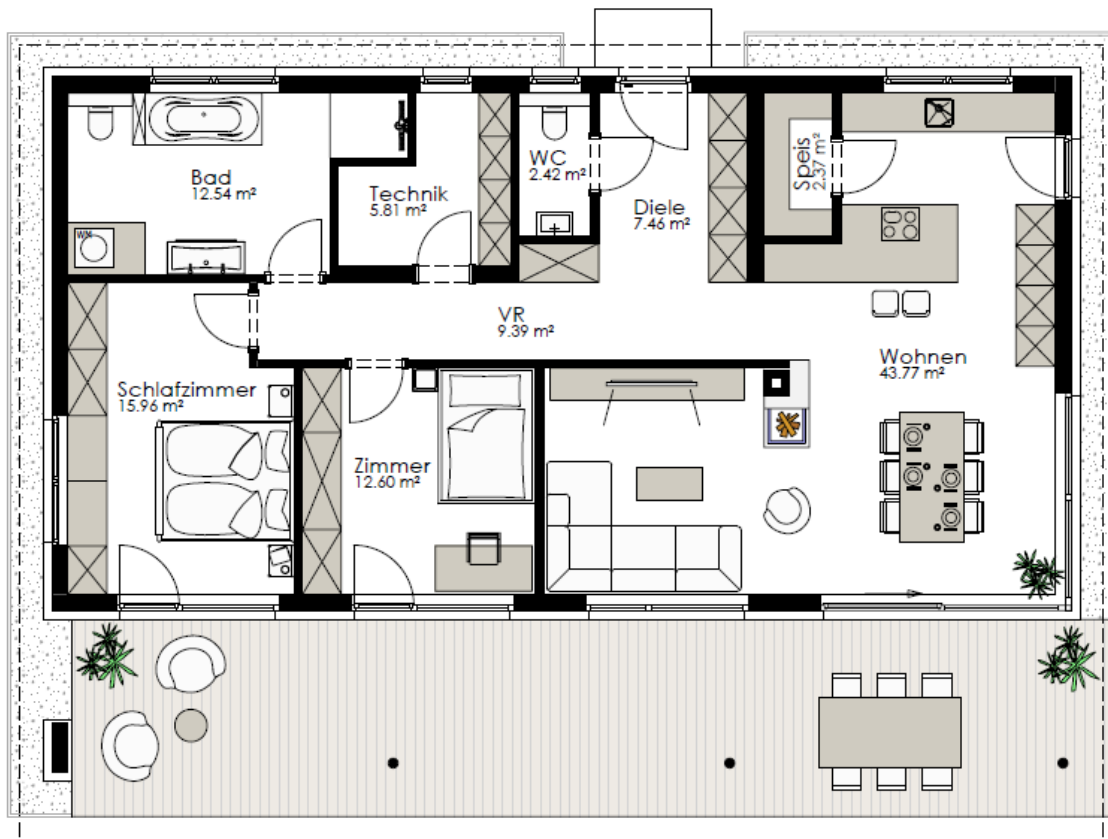 Bad
12.54 m²
WM
Technik
5.81 m²
WC
2.42 m²
Diele
7.46 m²
Speis
2.37 m²
VR
9.39 m²
Wohnen
43.77 m²
Schlafzimmer
15.96 m²
Zimmer
12.60 m²